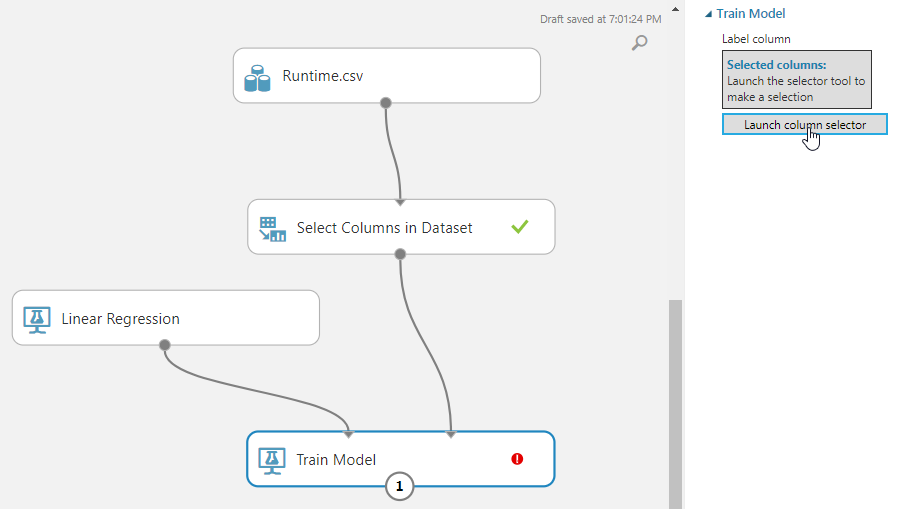 Draft saved at 7:01:24 PM
Runtime.csv
Select Columns in Dataset
Linear Regression
Train Model
1
Train Model
Label column
Selected columns:
Launch the selector tool to
make a selection
Launch column selector